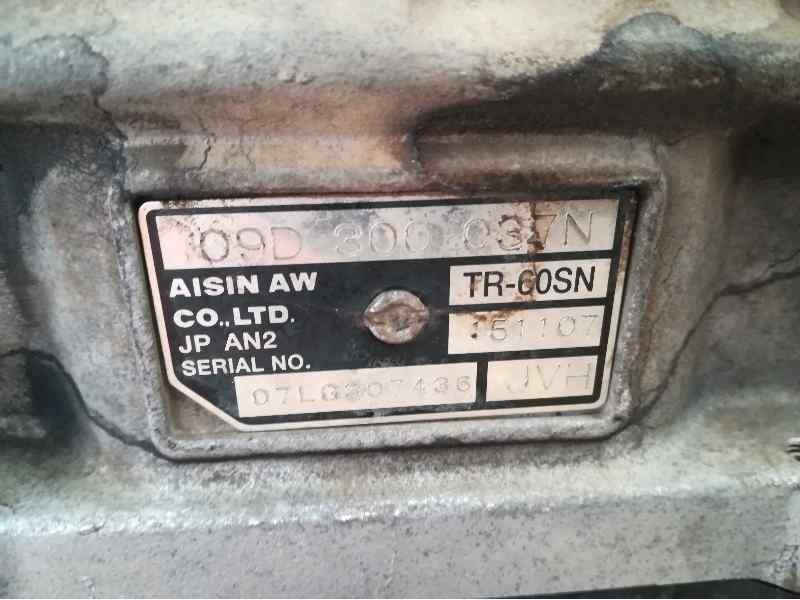 09D 300 037N
AISIN AW
CO.,LTD.
JP AN2
SERIAL NO.
TR-60SN
151107
07LG307436
JVH